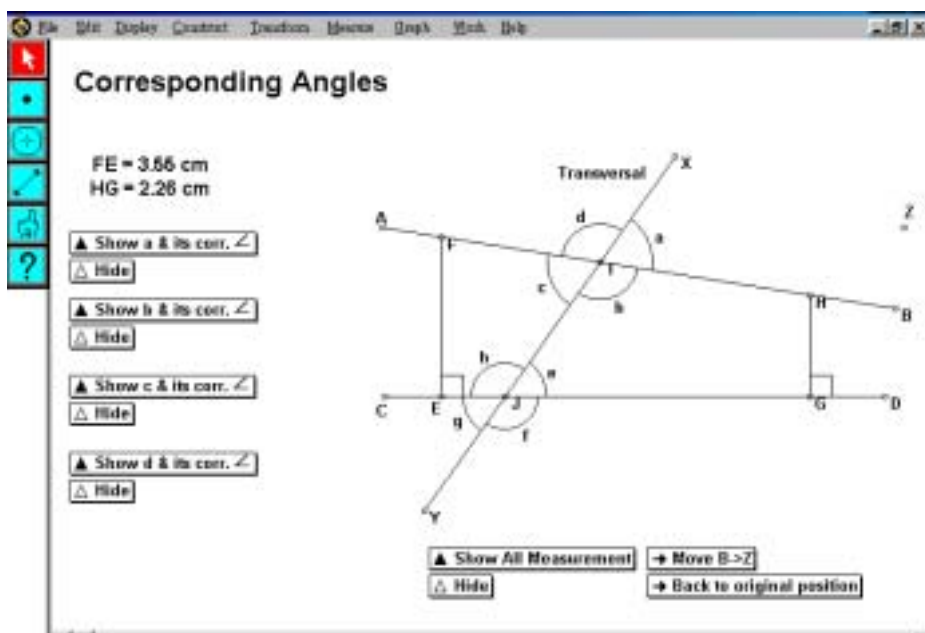 File Edit Display Construct Transform Measure Graph Work Help
Corresponding Angles
FE = 3.55 cm
HG = 2.26 cm
Show a & its corr. ∠
Hide
Show b & its corr. ∠
Hide
Show c & its corr. ∠
Hide
Show d & its corr. ∠
Hide
Transversal
X
Z
A
d
a
F
I
c
b
H
B
h
e
C
E
J
G
D
g
f
Y
Show All Measurement
Move B->Z
Hide
Back to original position
?